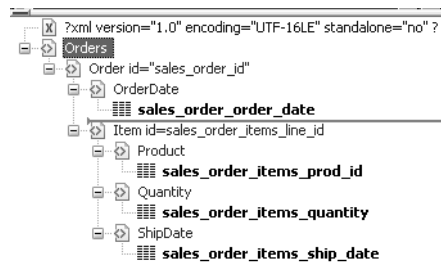 ?xml version="1.0" encoding="UTF-16LE" standalone="no" ?
Orders
Order id="sales_order_id"
OrderDate
sales_order_order_date
Item id=sales_order_items_line_id
Product
sales_order_items_prod_id
Quantity
sales_order_items_quantity
ShipDate
sales_order_items_ship_date